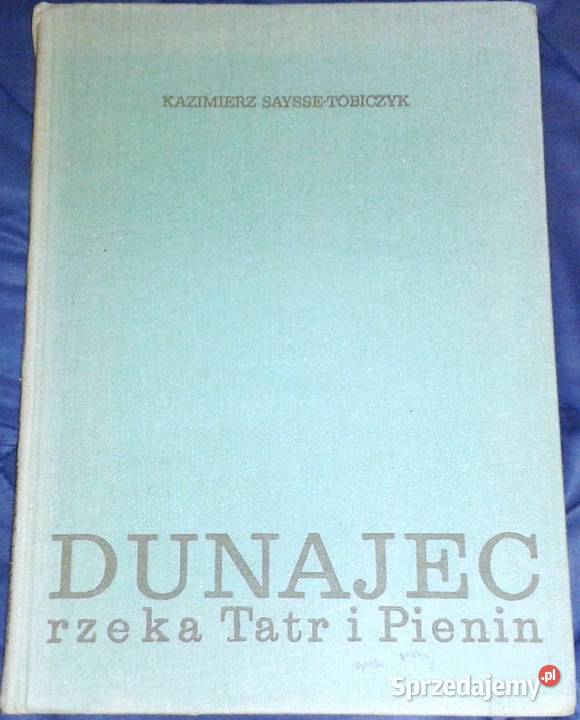 KAZIMIERZ SAYSSE-TOBICZYK
DUNAJEC
rzeka Tatr i Pienin
Sprzedajemy.pl